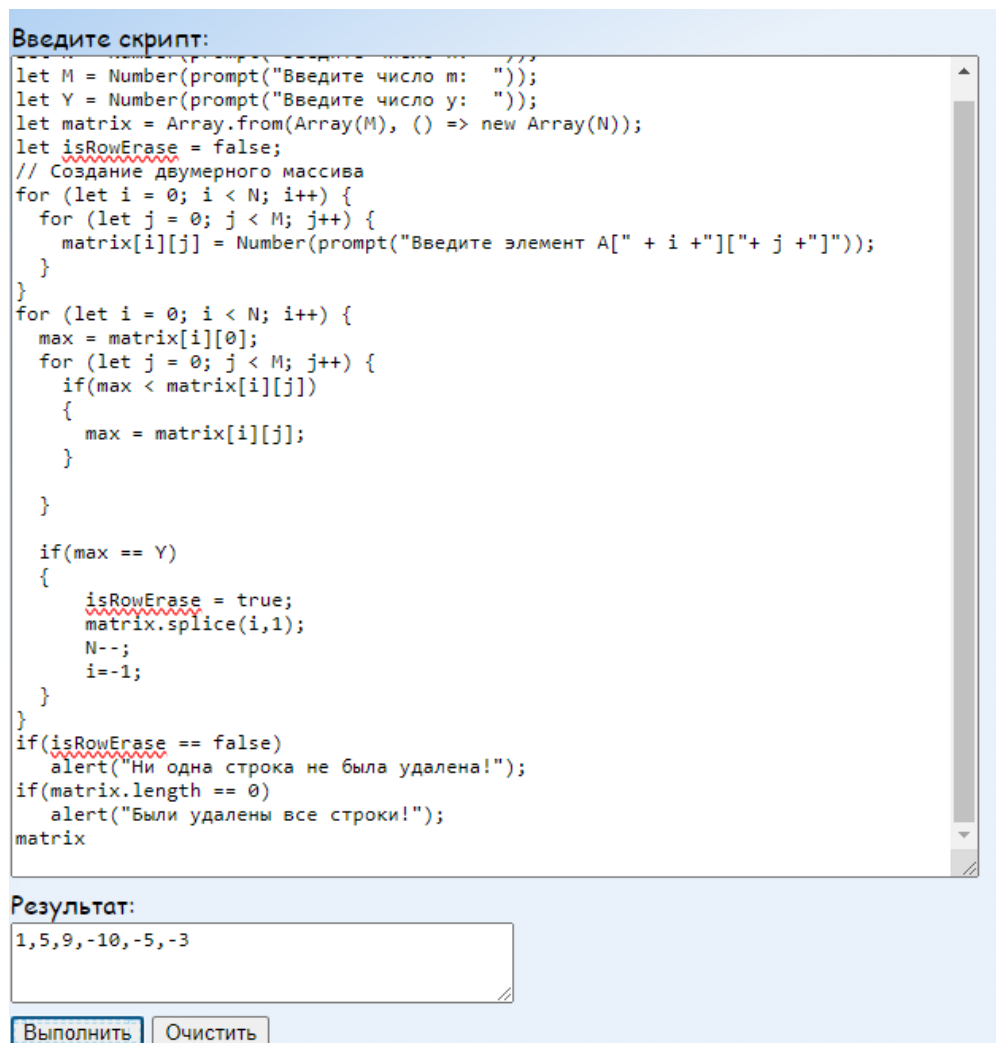 Введите скрипт:
let M = Number(prompt("Введите число m:  "));
let Y = Number(prompt("Введите число y:  "));
let matrix = Array.from(Array(M), () => new Array(N));
let isRowErase = false;
// Создание двумерного массива
for (let i = 0; i < N; i++) {
  for (let j = 0; j < M; j++) {
    matrix[i][j] = Number(prompt("Введите элемент A[" + i +"]["+ j +"]"));
  }
}
for (let i = 0; i < N; i++) {
  max = matrix[i][0];
  for (let j = 0; j < M; j++) {
    if(max < matrix[i][j])
    {
      max = matrix[i][j];
    }
  }
  if(max == Y)
  {
      isRowErase = true;
      matrix.splice(i,1);
      N--;
      i=-1;
  }
}
if(isRowErase == false)
   alert("Ни одна строка не была удалена!");
if(matrix.length == 0)
   alert("Были удалены все строки!");
matrix
Результат:
1,5,9,-10,-5,-3
Выполнить Очистить